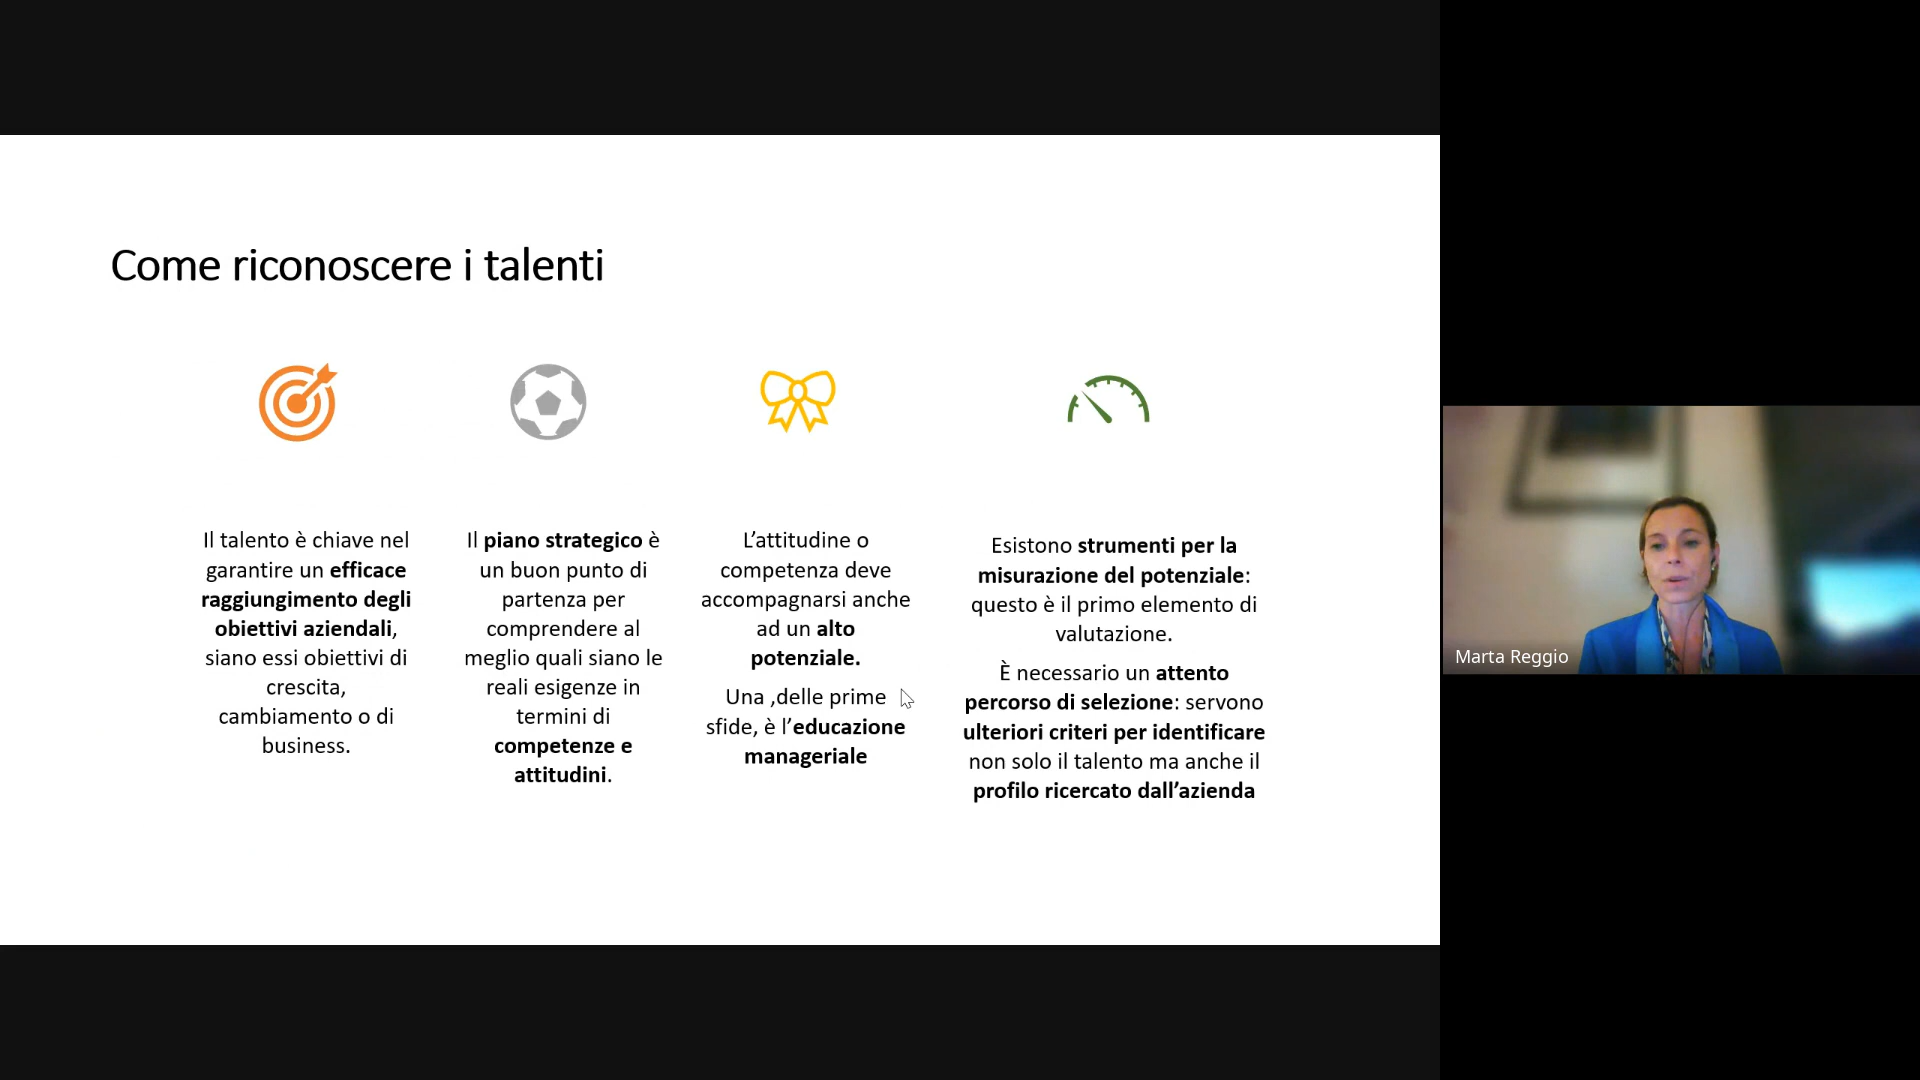 Come riconoscere i talenti
Il talento è chiave nel
garantire un efficace
raggiungimento degli
obiettivi aziendali,
siano essi obiettivi di
crescita,
cambiamento o di
business.
Il piano strategico è
un buon punto di
partenza per
comprendere al
meglio quali siano le
reali esigenze in
termini di
competenze e
attitudini.
L’attitudine o
competenza deve
accompagnarsi anche
ad un alto
potenziale.
Una ,delle prime
sfide, è l’educazione
manageriale
Esistono strumenti per la
misurazione del potenziale:
questo è il primo elemento di
valutazione.
È necessario un attento
percorso di selezione: servono
ulteriori criteri per identificare
non solo il talento ma anche il
profilo ricercato dall’azienda
Marta Reggio